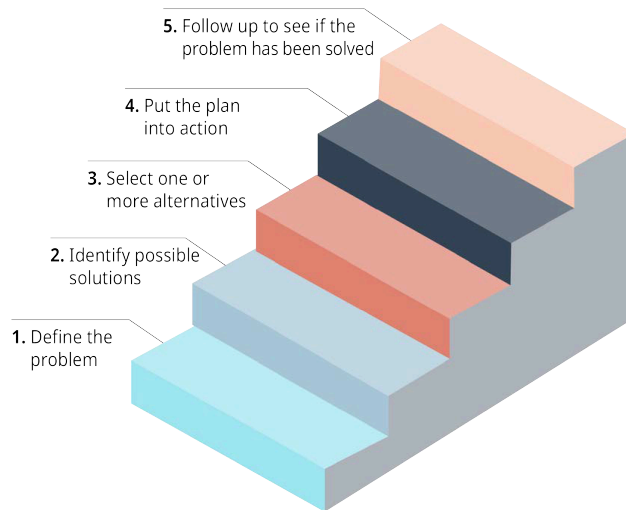 5. Follow up to see if the
problem has been solved
4. Put the plan
into action
3. Select one or
more alternatives
2. Identify possible
solutions
1. Define the
problem